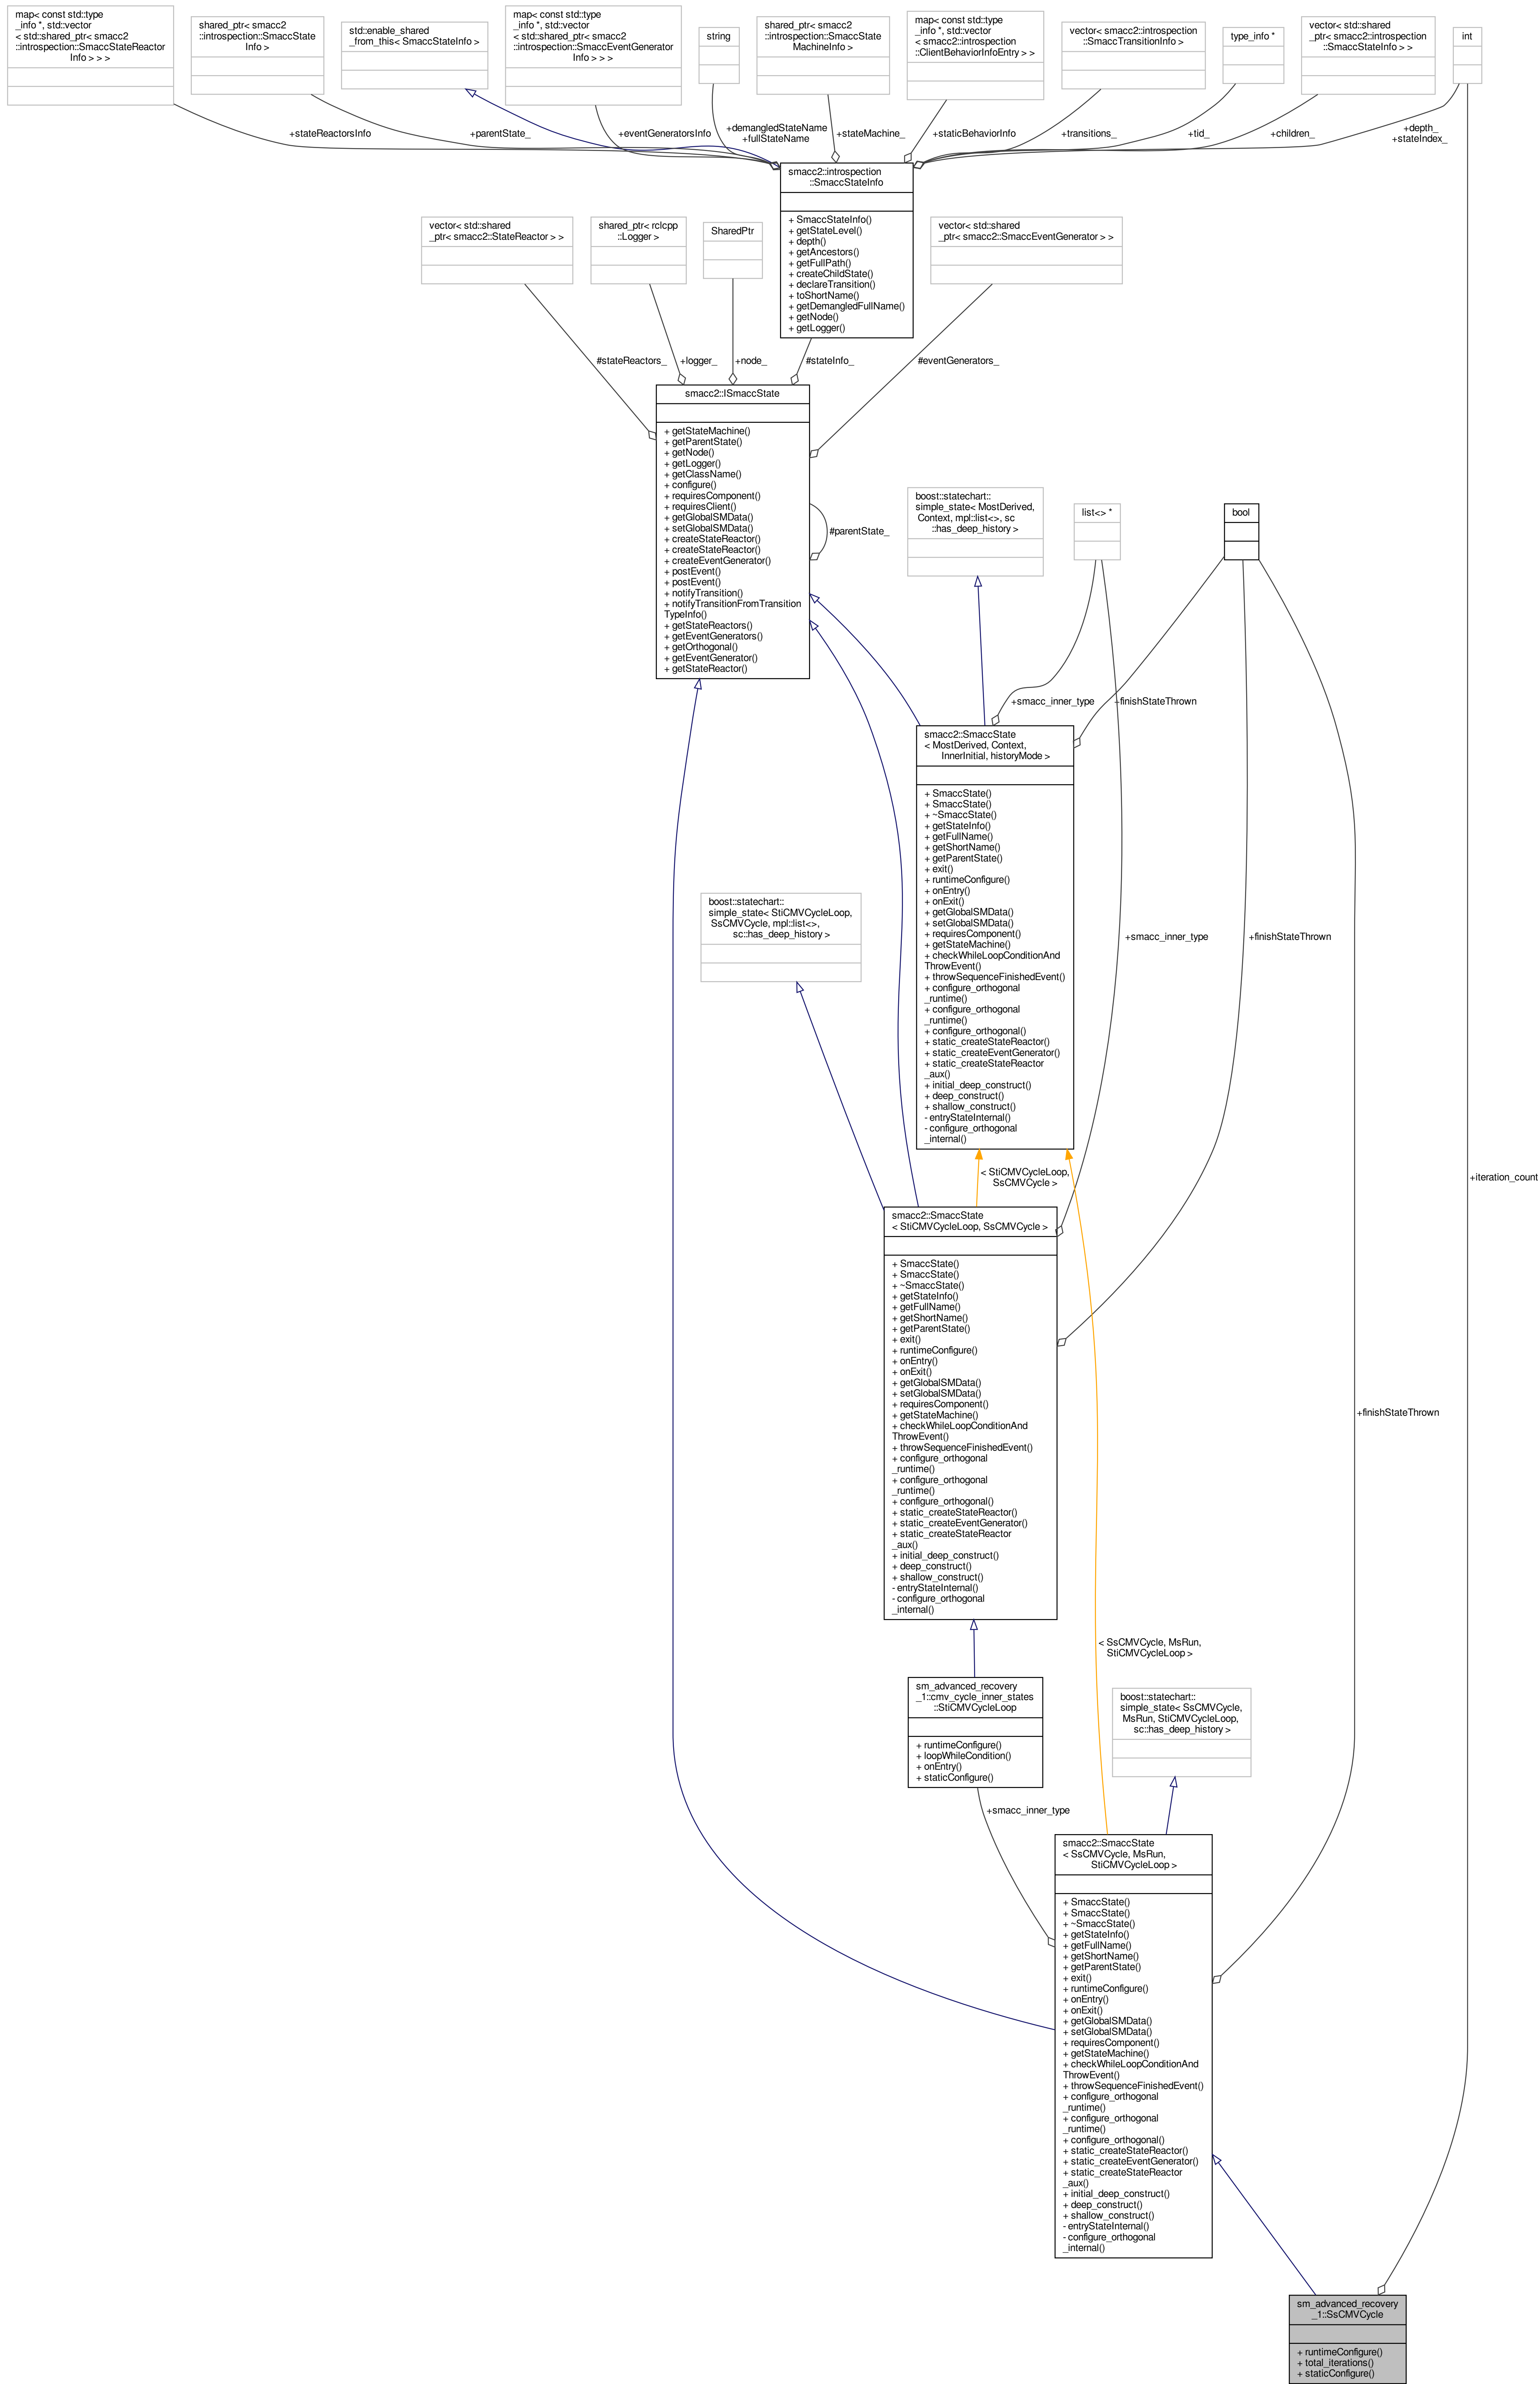 map< const std::type
_info *, std::vector
< std::shared_ptr< smacc2
::introspection::SmaccStateReactor
Info > > >
shared_ptr< smacc2
::introspection::SmaccState
Info >
std::enable_shared
_from_this< SmaccStateInfo >
map< const std::type
_info *, std::vector
< std::shared_ptr< smacc2
::introspection::SmaccEventGenerator
Info > > >
string
shared_ptr< smacc2
::introspection::SmaccState
MachineInfo >
map< const std::type
_info *, std::vector
< smacc2::introspection
::ClientBehaviorInfoEntry > >
vector< smacc2::introspection
::SmaccTransitionInfo >
type_info *
vector< std::shared
_ptr< smacc2::introspection
::SmaccStateInfo > >
int
+stateReactorsInfo
+parentState_
+eventGeneratorsInfo
+demangledStateName
+fullStateName
+stateMachine_
+staticBehaviorInfo
+transitions_
+tid_
+children_
+depth_
+stateIndex_
smacc2::introspection
::SmaccStateInfo
+ SmaccStateInfo()
+ getStateLevel()
+ depth()
+ getAncestors()
+ getFullPath()
+ createChildState()
+ declareTransition()
+ toShortName()
+ getDemangledFullName()
+ getNode()
+ getLogger()
vector< std::shared
_ptr< smacc2::StateReactor > >
shared_ptr< rclcpp
::Logger >
SharedPtr
vector< std::shared
_ptr< smacc2::SmaccEventGenerator > >
#stateReactors_
+logger_
+node_
#stateInfo_
#eventGenerators_
smacc2::ISmaccState
+ getStateMachine()
+ getParentState()
+ getNode()
+ getLogger()
+ getClassName()
+ configure()
+ requiresComponent()
+ requiresClient()
+ getGlobalSMData()
+ setGlobalSMData()
+ createStateReactor()
+ createStateReactor()
+ createEventGenerator()
+ postEvent()
+ postEvent()
+ notifyTransition()
+ notifyTransitionFromTransition
TypeInfo()
+ getStateReactors()
+ getEventGenerators()
+ getOrthogonal()
+ getEventGenerator()
+ getStateReactor()
#parentState_
boost::statechart::
simple_state< MostDerived,
Context, mpl::list<>, sc
::has_deep_history >
list<> *
bool
+smacc_inner_type
+finishStateThrown
smacc2::SmaccState
< MostDerived, Context,
InnerInitial, historyMode >
+ SmaccState()
+ SmaccState()
+ ~SmaccState()
+ getStateInfo()
+ getFullName()
+ getShortName()
+ getParentState()
+ exit()
+ runtimeConfigure()
+ onEntry()
+ onExit()
+ getGlobalSMData()
+ setGlobalSMData()
+ requiresComponent()
+ getStateMachine()
+ checkWhileLoopConditionAnd
ThrowEvent()
+ throwSequenceFinishedEvent()
+ configure_orthogonal
_runtime()
+ configure_orthogonal
_runtime()
+ configure_orthogonal()
+ static_createStateReactor()
+ static_createEventGenerator()
+ static_createStateReactor
_aux()
+ initial_deep_construct()
+ deep_construct()
+ shallow_construct()
- entryStateInternal()
- configure_orthogonal
_internal()
boost::statechart::
simple_state< StiCMVCycleLoop,
SsCMVCycle, mpl::list<>,
sc::has_deep_history >
+smacc_inner_type
+finishStateThrown
< StiCMVCycleLoop,
SsCMVCycle >
+iteration_count
smacc2::SmaccState
< StiCMVCycleLoop, SsCMVCycle >
+ SmaccState()
+ SmaccState()
+ ~SmaccState()
+ getStateInfo()
+ getFullName()
+ getShortName()
+ getParentState()
+ exit()
+ runtimeConfigure()
+ onEntry()
+ onExit()
+ getGlobalSMData()
+ setGlobalSMData()
+ requiresComponent()
+ getStateMachine()
+ checkWhileLoopConditionAnd
ThrowEvent()
+ throwSequenceFinishedEvent()
+ configure_orthogonal
_runtime()
+ configure_orthogonal
_runtime()
+ configure_orthogonal()
+ static_createStateReactor()
+ static_createEventGenerator()
+ static_createStateReactor
_aux()
+ initial_deep_construct()
+ deep_construct()
+ shallow_construct()
- entryStateInternal()
- configure_orthogonal
_internal()
+finishStateThrown
< SsCMVCycle, MsRun,
StiCMVCycleLoop >
sm_advanced_recovery
_1::cmv_cycle_inner_states
::StiCMVCycleLoop
+ runtimeConfigure()
+ loopWhileCondition()
+ onEntry()
+ staticConfigure()
boost::statechart::
simple_state< SsCMVCycle,
MsRun, StiCMVCycleLoop,
sc::has_deep_history >
+smacc_inner_type
smacc2::SmaccState
< SsCMVCycle, MsRun,
StiCMVCycleLoop >
+ SmaccState()
+ SmaccState()
+ ~SmaccState()
+ getStateInfo()
+ getFullName()
+ getShortName()
+ getParentState()
+ exit()
+ runtimeConfigure()
+ onEntry()
+ onExit()
+ getGlobalSMData()
+ setGlobalSMData()
+ requiresComponent()
+ getStateMachine()
+ checkWhileLoopConditionAnd
ThrowEvent()
+ throwSequenceFinishedEvent()
+ configure_orthogonal
_runtime()
+ configure_orthogonal
_runtime()
+ configure_orthogonal()
+ static_createStateReactor()
+ static_createEventGenerator()
+ static_createStateReactor
_aux()
+ initial_deep_construct()
+ deep_construct()
+ shallow_construct()
- entryStateInternal()
- configure_orthogonal
_internal()
sm_advanced_recovery
_1::SsCMVCycle
+ runtimeConfigure()
+ total_iterations()
+ staticConfigure()